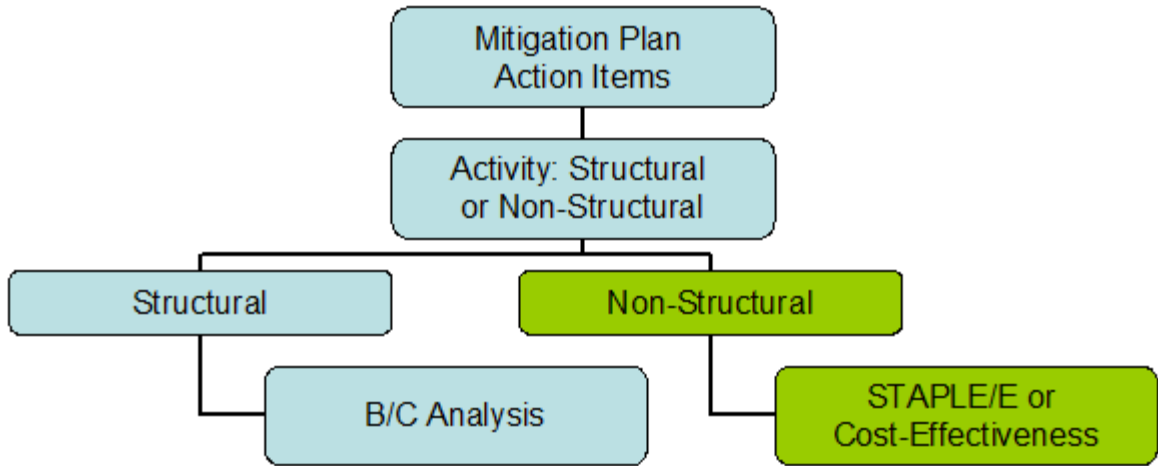 Mitigation Plan
Action Items
Activity: Structural
or Non-Structural
Structural
Non-Structural
B/C Analysis
STAPLE/E or
Cost-Effectiveness